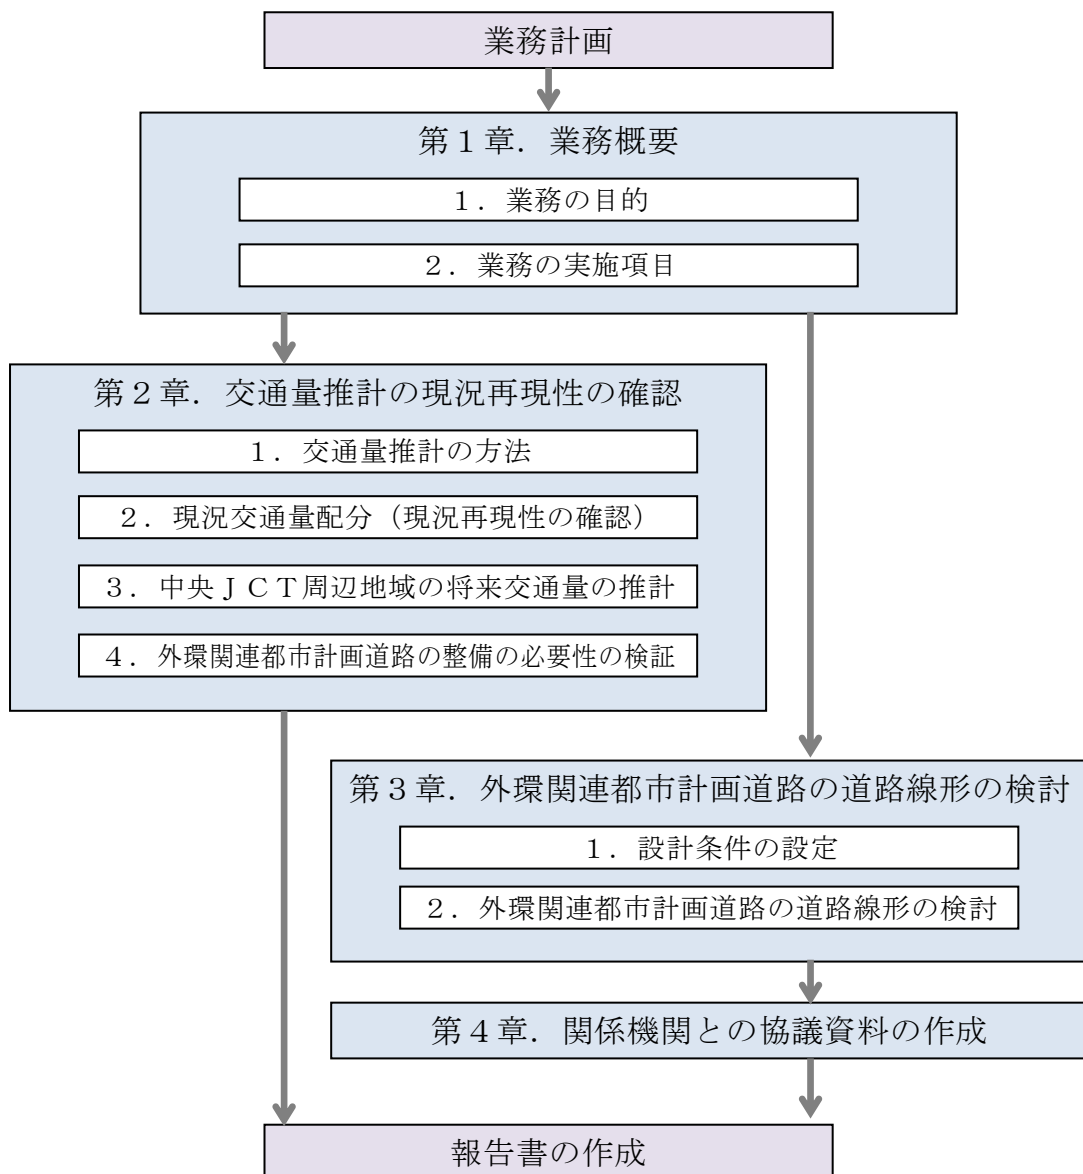 業務計画
第１章．業務概要
１．業務の目的
２．業務の実施項目
第２章．交通量推計の現況再現性の確認
１．交通量推計の方法
２．現況交通量配分（現況再現性の確認）
３．中央ＪＣＴ周辺地域の将来交通量の推計
４．外環関連都市計画道路の整備の必要性の検証
第３章．外環関連都市計画道路の道路線形の検討
１．設計条件の設定
２．外環関連都市計画道路の道路線形の検討
第４章．関係機関との協議資料の作成
報告書の作成